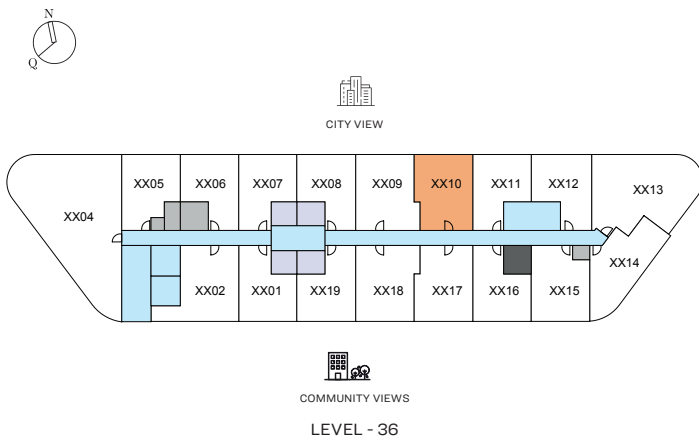 N
Q
CITY VIEW
XX05 XX06 XX07 XX08 XX09 XX10 XX11 XX12
XX13
XX04
XX14
XX02 XX01 XX19 XX18 XX17 XX16 XX15
COMMUNITY VIEWS
LEVEL - 36